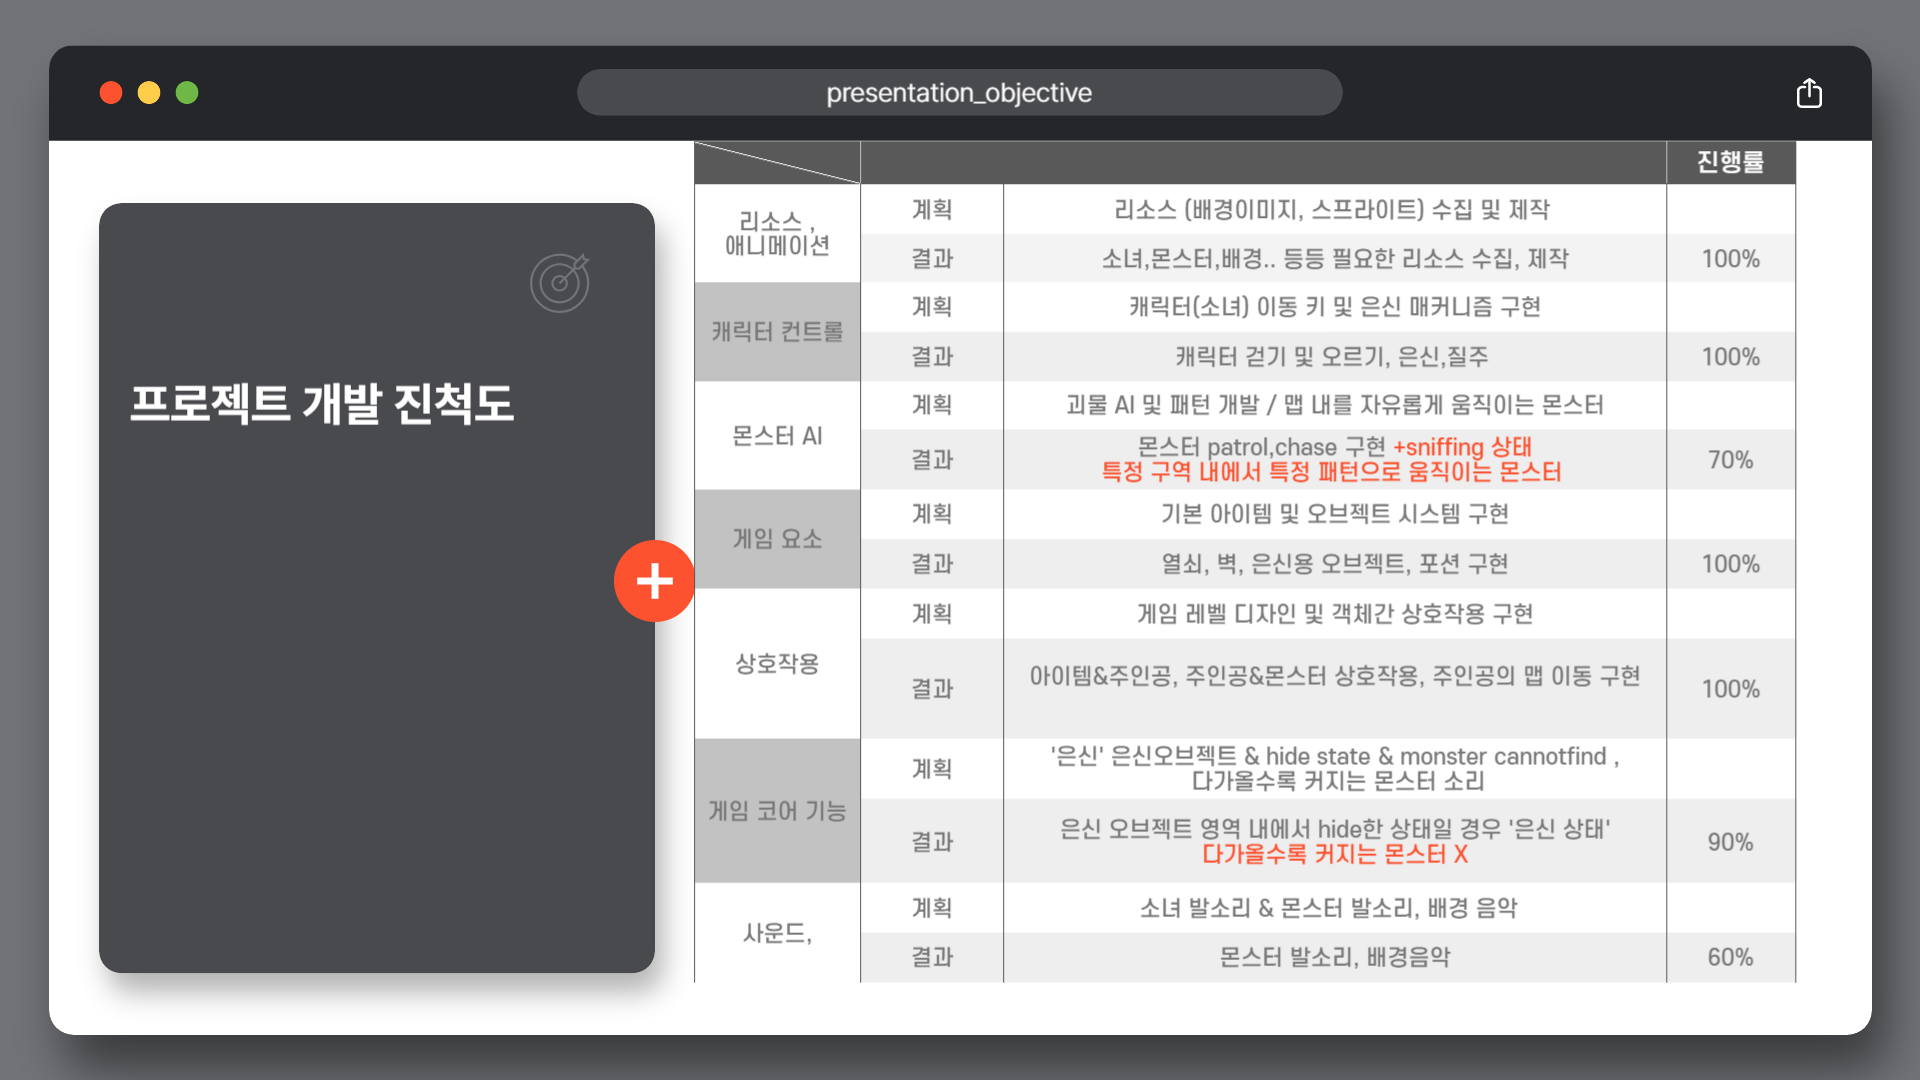 presentation_objective
프로젝트 개발 진척도
진행률
리소스 ,
애니메이션
계획
리소스 (배경이미지, 스프라이트) 수집 및 제작
결과
소녀,몬스터,배경.. 등등 필요한 리소스 수집, 제작
100%
캐릭터 컨트롤
계획
캐릭터(소녀) 이동 키 및 은신 매커니즘 구현
결과
캐릭터 걷기 및 오르기, 은신,질주
100%
몬스터 AI
계획
괴물 AI 및 패턴 개발 / 맵 내를 자유롭게 움직이는 몬스터
결과
몬스터 patrol,chase 구현 +sniffing 상태
특정 구역 내에서 특정 패턴으로 움직이는 몬스터
70%
게임 요소
계획
기본 아이템 및 오브젝트 시스템 구현
결과
열쇠, 벽, 은신용 오브젝트, 포션 구현
100%
상호작용
계획
게임 레벨 디자인 및 객체간 상호작용 구현
결과
아이템&주인공, 주인공&몬스터 상호작용, 주인공의 맵 이동 구현
100%
게임 코어 기능
계획
'은신' 은신오브젝트 & hide state & monster cannotfind ,
다가올수록 커지는 몬스터 소리
결과
은신 오브젝트 영역 내에서 hide한 상태일 경우 '은신 상태'
다가올수록 커지는 몬스터 X
90%
사운드,
계획
소녀 발소리 & 몬스터 발소리, 배경 음악
결과
몬스터 발소리, 배경음악
60%